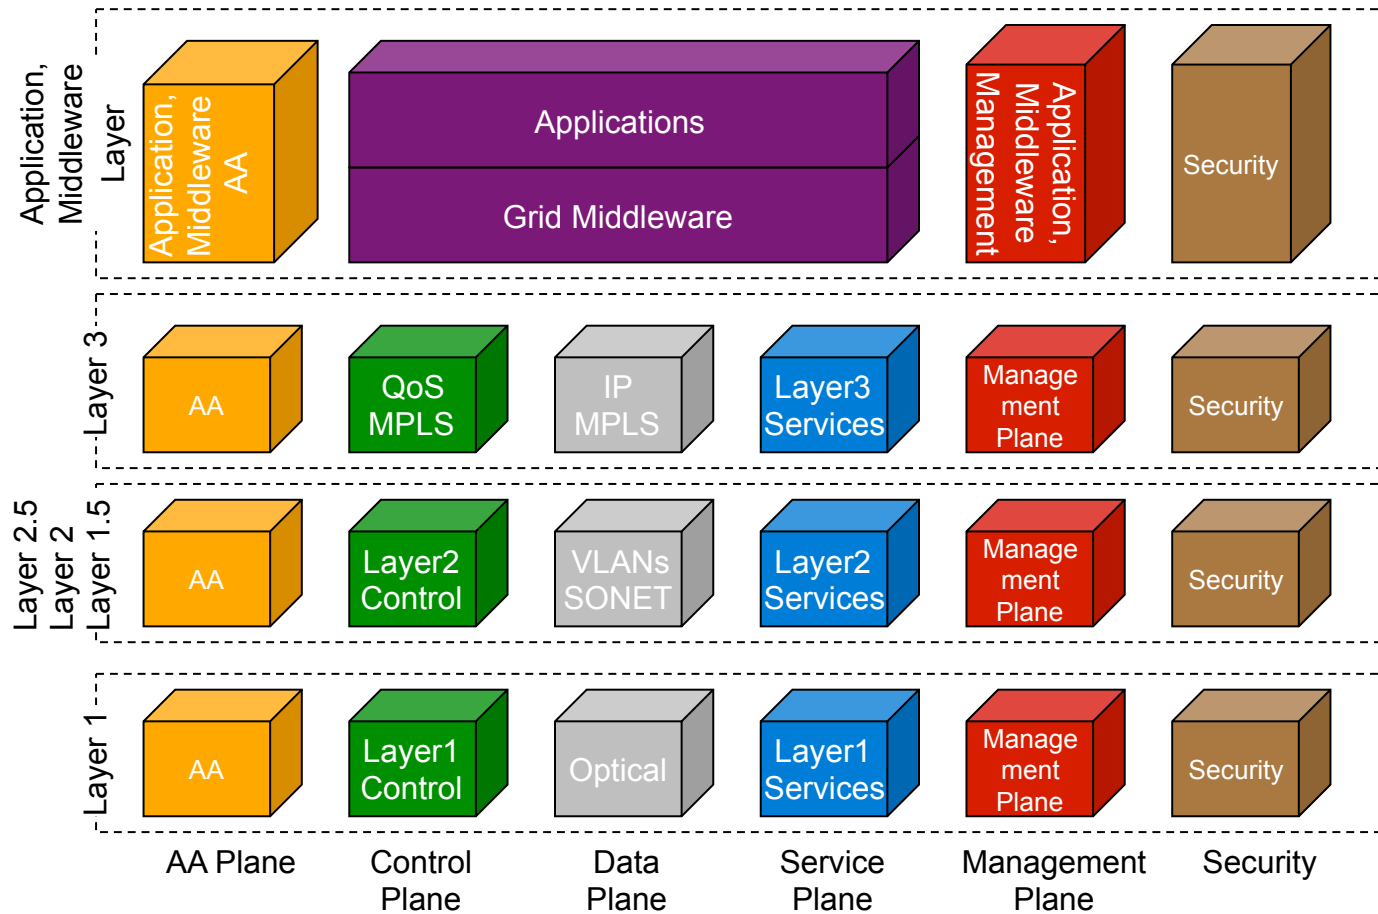 Application,
Middleware
Layer
Application,
Middleware
AA
Applications
Grid Middleware
Application,
Middleware
Management
Security
Layer 3
AA
QoS
MPLS
IP
MPLS
Layer3
Services
Manage
ment
Plane
Security
Layer 2.5
Layer 2
Layer 1.5
AA
Layer2
Control
VLANs
SONET
Layer2
Services
Manage
ment
Plane
Security
Layer 1
AA
Layer1
Control
Optical
Layer1
Services
Manage
ment
Plane
Security
AA Plane
Control
Plane
Data
Plane
Service
Plane
Management
Plane
Security